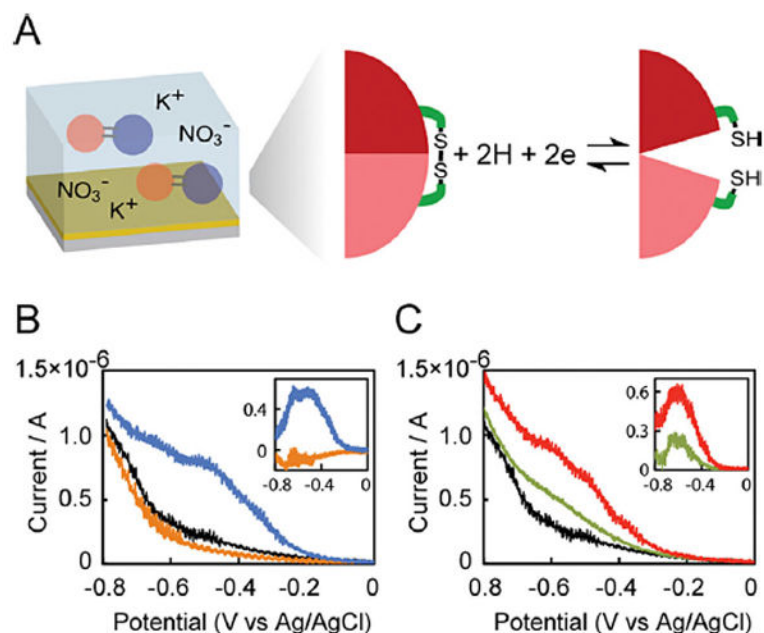 A
K+
NO3-
NO3-
K+
S
S
+ 2H + 2e
SH
SH
B
C
1.5×10-6
1.0
0.5
0
Current / A
0.4
0
-0.8 -0.4 0
-0.8 -0.6 -0.4 -0.2 0
Potential (V vs Ag/AgCl)
1.5×10-6
1.0
0.5
0
Current / A
0.6
0.3
0
-0.8 -0.4 0
0.8 -0.6 -0.4 -0.2 0
Potential (V vs Ag/AgCl)